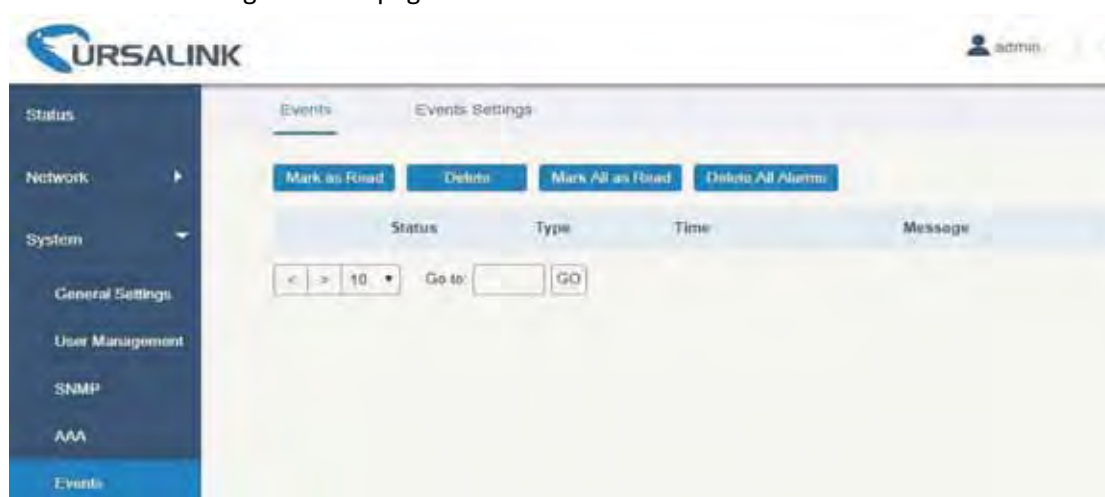 URSALINK
admin
Status
Events Events Settings
Network
Mark as Read Delete Mark All as Read Delete All Alarms
Status Type Time Message
System
< > 10 Go to: GO
General Settings
User Management
SNMP
AAA
Events